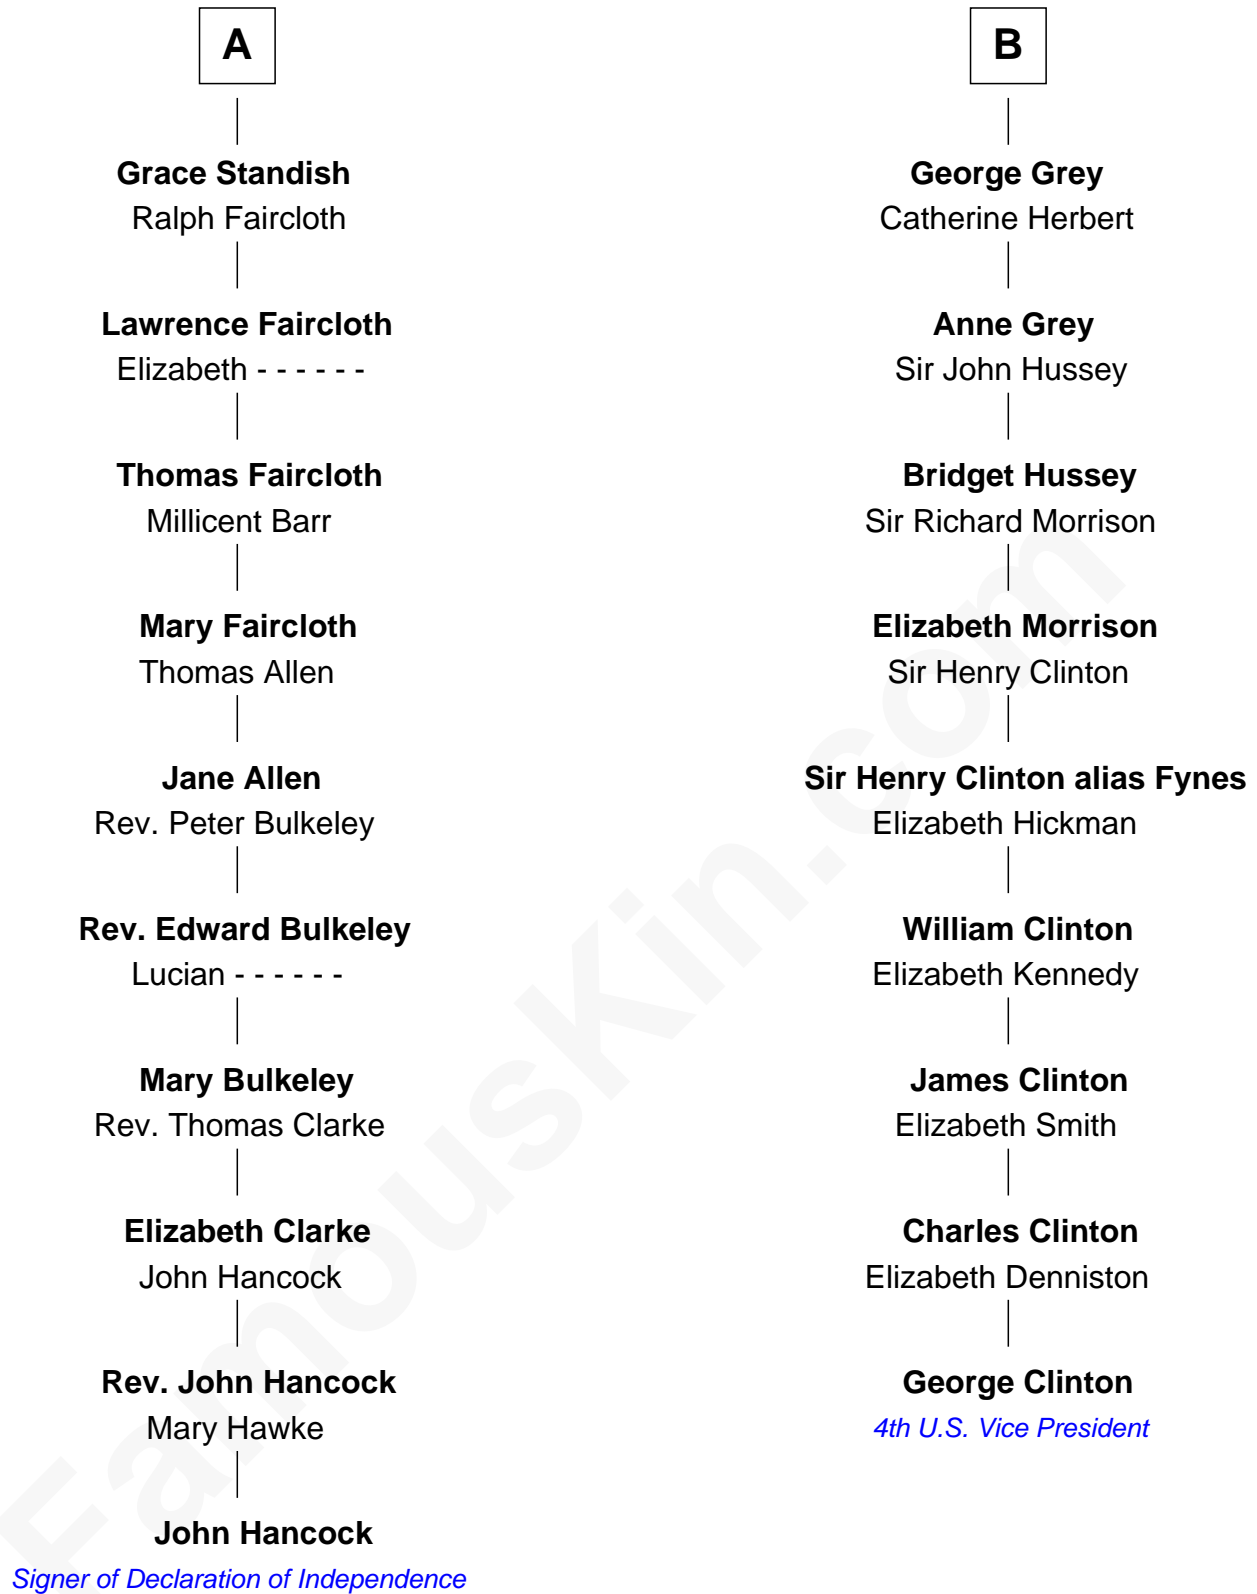 A
Grace Standish
Ralph Faircloth
Lawrence Faircloth
Elizabeth - - - - - -
Thomas Faircloth
Millicent Barr
Mary Faircloth
Thomas Allen
Jane Allen
Rev. Peter Bulkeley
Rev. Edward Bulkeley
Lucian - - - - - -
Mary Bulkeley
Rev. Thomas Clarke
Elizabeth Clarke
John Hancock
Rev. John Hancock
Mary Hawke
John Hancock
Signer of Declaration of Independence
B
George Grey
Catherine Herbert
Anne Grey
Sir John Hussey
Bridget Hussey
Sir Richard Morrison
Elizabeth Morrison
Sir Henry Clinton
Sir Henry Clinton alias Fynes
Elizabeth Hickman
William Clinton
Elizabeth Kennedy
James Clinton
Elizabeth Smith
Charles Clinton
Elizabeth Denniston
George Clinton
4th U.S. Vice President
FamousKin.com